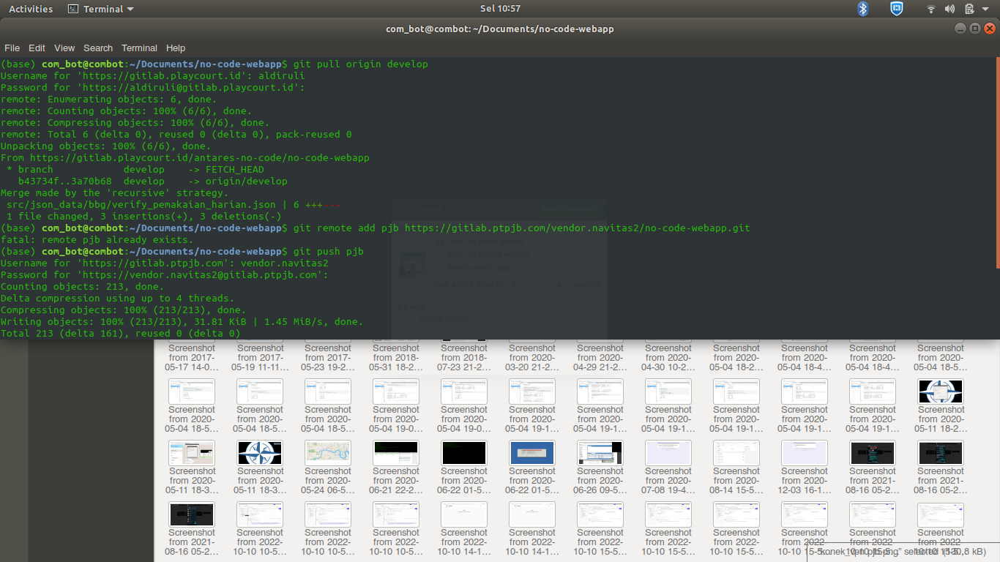 Activities Terminal Sel 10:57
com_bot@combot: ~/Documents/no-code-webapp
File Edit View Search Terminal Help
(base) com_bot@combot:~/Documents/no-code-webapp$ git pull origin develop
Username for 'https://gitlab.playcourt.id': aldiruli
Password for 'https://aldiruli@gitlab.playcourt.id':
remote: Enumerating objects: 6, done.
remote: Counting objects: 100% (6/6), done.
remote: Compressing objects: 100% (6/6), done.
remote: Total 6 (delta 0), reused 0 (delta 0), pack-reused 0
Unpacking objects: 100% (6/6), done.
From https://gitlab.playcourt.id/antares-no-code/no-code-webapp
* branch develop -> FETCH_HEAD
b43734f..3a70b68 develop -> origin/develop
Merge made by the 'recursive' strategy.
src/json_data/bbg/verify_pemakaian_harian.json | 6 +++---
1 file changed, 3 insertions(+), 3 deletions(-)
(base) com_bot@combot:~/Documents/no-code-webapp$ git remote add pjb https://gitlab.ptpjb.com/vendor.navitas2/no-code-webapp.git
fatal: remote pjb already exists.
(base) com_bot@combot:~/Documents/no-code-webapp$ git push pjb
Username for 'https://gitlab.ptpjb.com': vendor.navitas2
Password for 'https://vendor.navitas2@gitlab.ptpjb.com':
Counting objects: 213, done.
Delta compression using up to 4 threads.
Compressing objects: 100% (213/213), done.
Writing objects: 100% (213/213), 31.81 KiB | 1.45 MiB/s, done.
Total 213 (delta 161), reused 0 (delta 0)
Screenshot Screenshot Screenshot Screenshot Screenshot Screenshot Screenshot Screenshot Screenshot Screenshot Screenshot Screenshot
from 2017- from 2017- from 2017- from 2018- from 2018- from 2020- from 2020- from 2020- from 2020- from 2020- from 2020- from 2020-
05-17 14-0… 05-19 11-11… 05-23 19-2… 05-31 18-2… 07-23 21-2… 03-20 21-2… 04-29 21-2… 04-30 10-2… 05-04 18-2… 05-04 18-4… 05-04 18-4… 05-04 18-5…
Screenshot Screenshot Screenshot Screenshot Screenshot Screenshot Screenshot Screenshot Screenshot Screenshot Screenshot Screenshot
from 2020- from 2020- from 2020- from 2020- from 2020- from 2020- from 2020- from 2020- from 2020- from 2020- from 2020- from 2020-
05-04 18-5… 05-04 18-5… 05-04 18-5… 05-04 19-0… 05-04 19-0… 05-04 19-1… 05-04 19-1… 05-04 19-1… 05-04 19-1… 05-04 19-1… 05-04 19-1… 05-11 18-2…
Screenshot Screenshot Screenshot Screenshot Screenshot Screenshot Screenshot Screenshot Screenshot Screenshot Screenshot Screenshot
from 2020- from 2020- from 2020- from 2020- from 2020- from 2020- from 2020- from 2020- from 2020- from 2020- from 2021- from 2021-
05-11 18-3… 05-11 18-3… 05-24 06-5… 06-21 22-2… 06-22 01-5… 06-22 01-5… 06-26 09-5… 07-08 19-4… 08-14 15-5… 12-03 16-1… 08-16 05-2… 08-16 05-2…
Screenshot Screenshot Screenshot Screenshot Screenshot Screenshot Screenshot Screenshot Screenshot Screenshot Screenshot Screenshot
from 2021- from 2022- from 2022- from 2022- from 2022- from 2022- from 2022- from 2022- from 2022- from 2022- from 2022- from 2022-
08-16 05-2… 10-10 10-5… 10-10 10-5… 10-10 10-5… 10-10 14-1… 10-10 14-1… 10-10 15-5… 10-10 15-5… 10-10 15-5… 10-10 15-5…
"konek_vpn pjb.png" selected